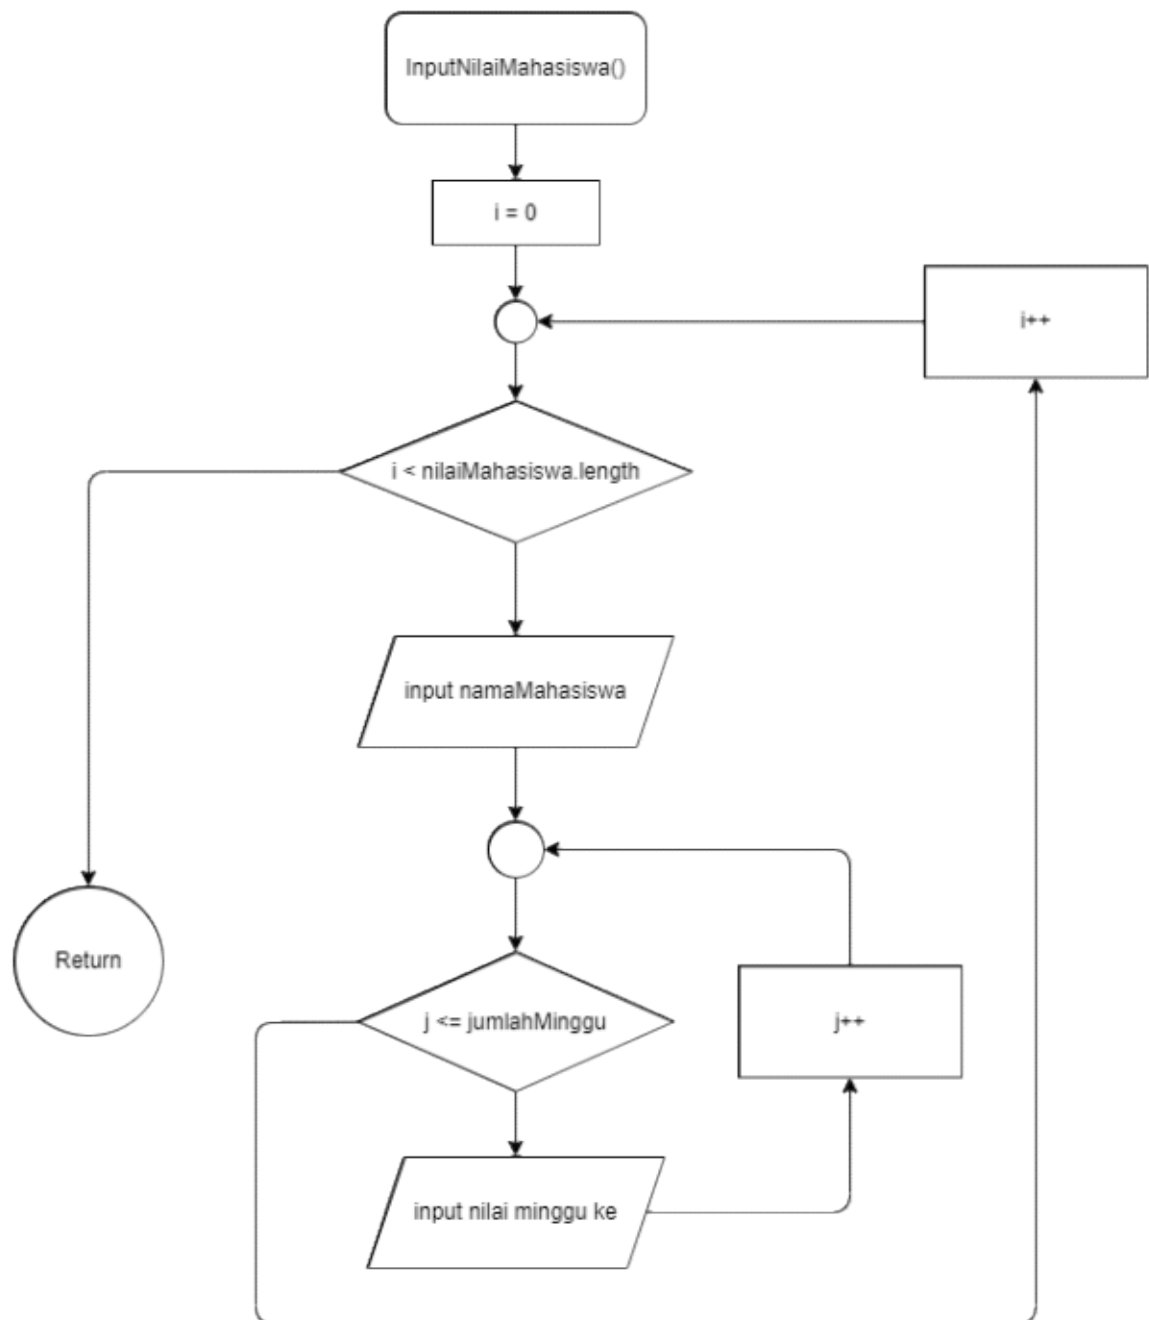 InputNilaiMahasiswa()
i = 0
i++
i < nilaiMahasiswa.length
input namaMahasiswa
Return
j <= jumlahMinggu
j++
input nilai minggu ke